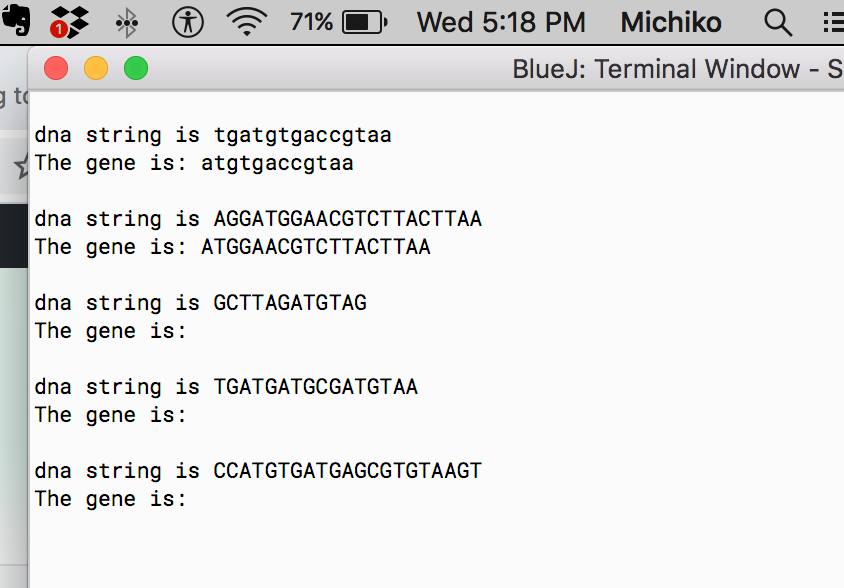 1
71%
Wed 5:18 PM
Michiko
BlueJ: Terminal Window - S
g to
dna string is tgatgtgaccgtaa
The gene is: atgtgaccgtaa
dna string is AGGATGGAACGTCTTACTTAA
The gene is: ATGGAACGTCTTACTTAA
dna string is GCTTAGATGTAG
The gene is:
dna string is TGATGATGCGATGTAA
The gene is:
dna string is CCATGTGATGAGCGTGTAAGT
The gene is: